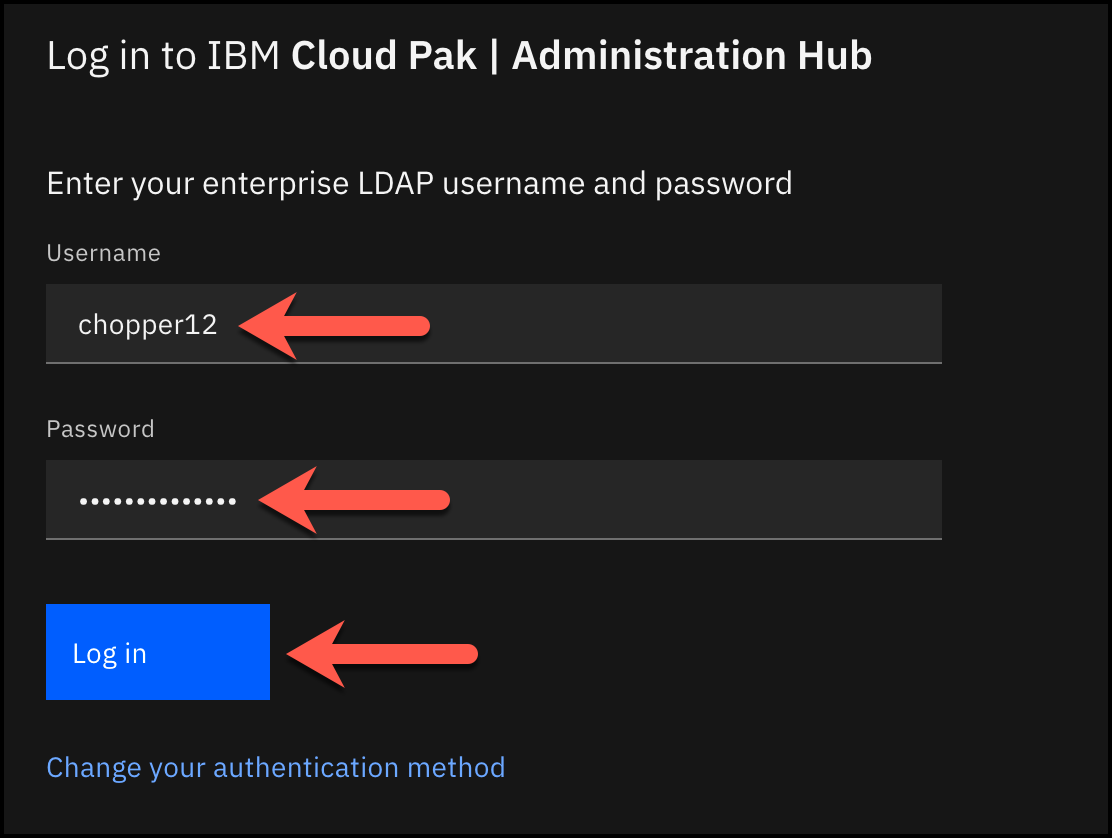 Log in to IBM Cloud Pak | Administration Hub
Enter your enterprise LDAP username and password
Username
chopper12
Password
••••••••••••••
Log in
Change your authentication method